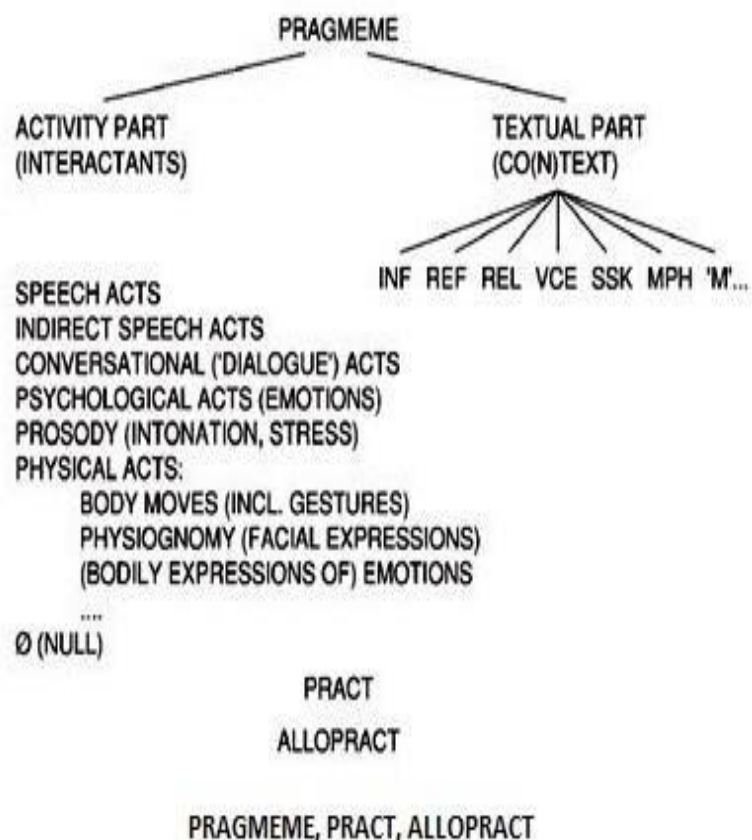 PRAGMEME
ACTIVITY PART
(INTERACTANTS)
TEXTUAL PART
(CO(N)TEXT)
INF REF REL VCE SSK MPH 'M'...
SPEECH ACTS
INDIRECT SPEECH ACTS
CONVERSATIONAL ('DIALOGUE') ACTS
PSYCHOLOGICAL ACTS (EMOTIONS)
PROSODY (INTONATION, STRESS)
PHYSICAL ACTS:
BODY MOVES (INCL. GESTURES)
PHYSIOGNOMY (FACIAL EXPRESSIONS)
(BODILY EXPRESSIONS OF) EMOTIONS
....
Ø (NULL)
PRACT
ALLOPRACT
PRAGMEME, PRACT, ALLOPRACT